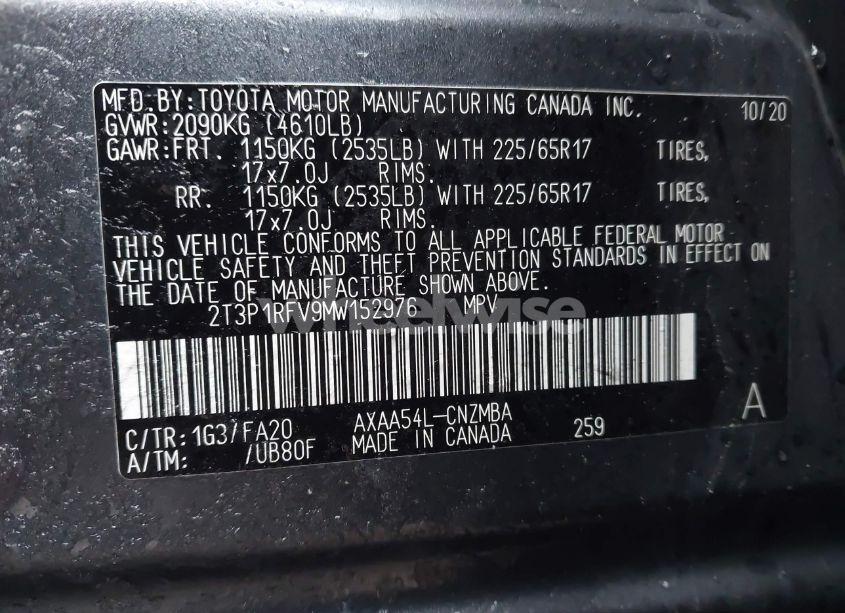 MFD.BY:TOYOTA MOTOR MANUFACTURING CANADA INC. 10/20
GVWR:2090KG (4610LB)
GAWR:FRT. 1150KG (2535LB) WITH 225/65R17 TIRES,
17x7.0J RIMS.
RR. 1150KG (2535LB) WITH 225/65R17 TIRES,
17x7.0J RIMS.
THIS VEHICLE CONFORMS TO ALL APPLICABLE FEDERAL MOTOR
VEHICLE SAFETY AND THEFT PREVENTION STANDARDS IN EFFECT ON
THE DATE OF MANUFACTURE SHOWN ABOVE.
2T3P1RFV9MW152976 MPV
wheelwise
A
C/TR:1G3/FA20 AXAA54L-CNZMBA
A/TM: /UB80F MADE IN CANADA 259